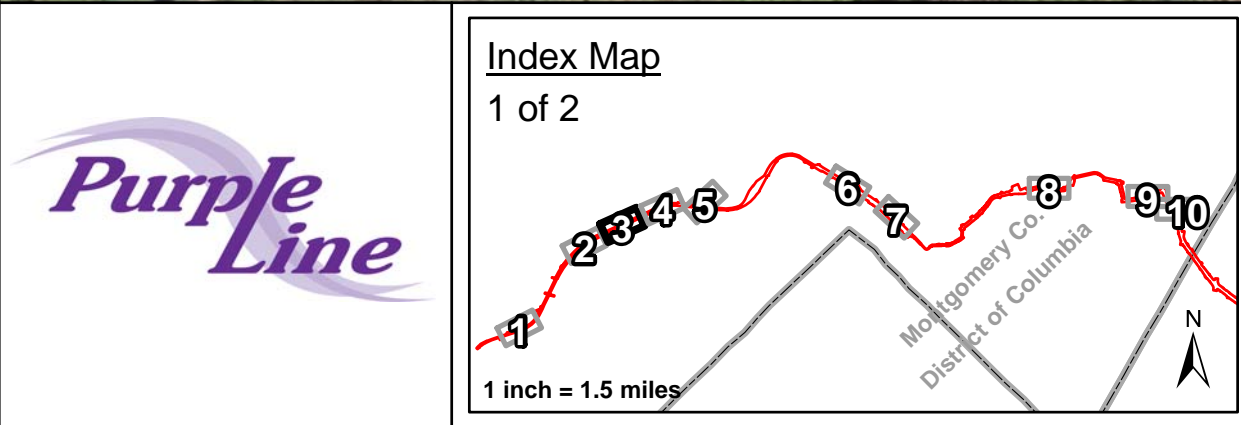 Purple
Line
Index Map
1 of 2
1
2
3
4
5
6
7
8
9
10
Montgomery Co.
District of Columbia
N
1 inch = 1.5 miles